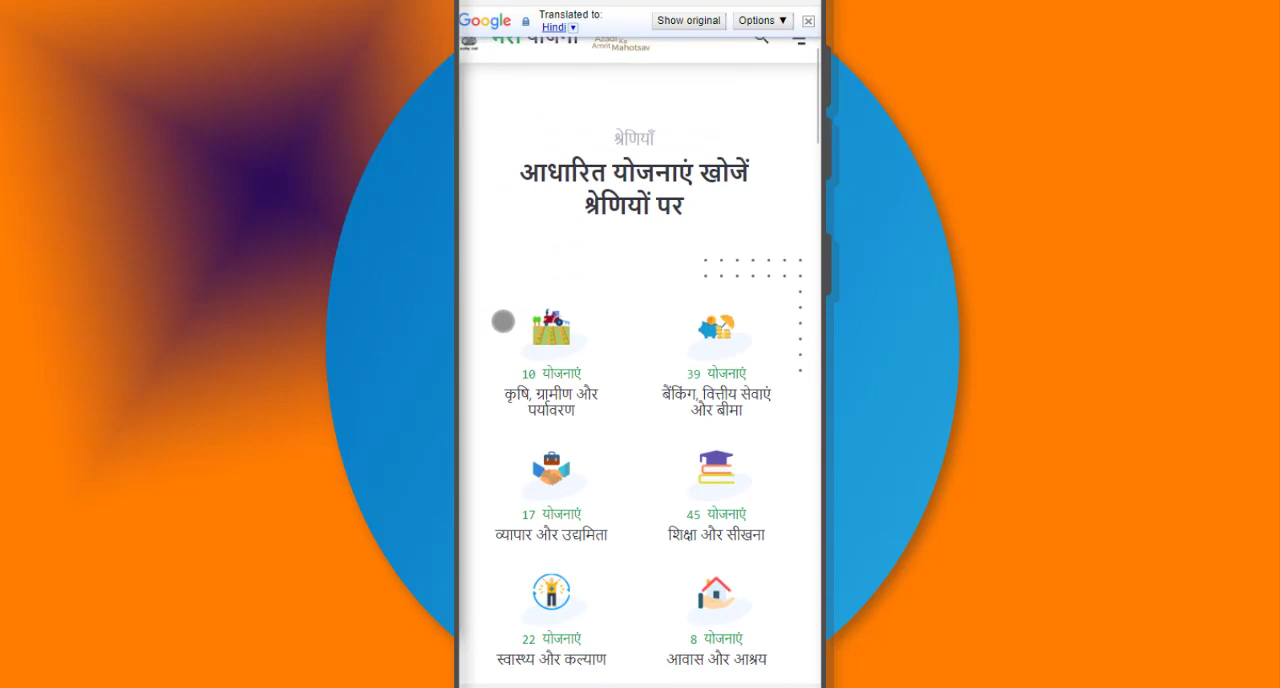 Google Translated to: Hindi ▼ Show original Options ▼
मेरी योजना Azadi Ka Amrit Mahotsav
श्रेणियाँ
आधारित योजनाएं खोजें
श्रेणियों पर
10 योजनाएं
कृषि, ग्रामीण और
पर्यावरण
39 योजनाएं
बैंकिंग, वित्तीय सेवाएं
और बीमा
17 योजनाएं
व्यापार और उद्यमिता
45 योजनाएं
शिक्षा और सीखना
22 योजनाएं
स्वास्थ्य और कल्याण
8 योजनाएं
आवास और आश्रय